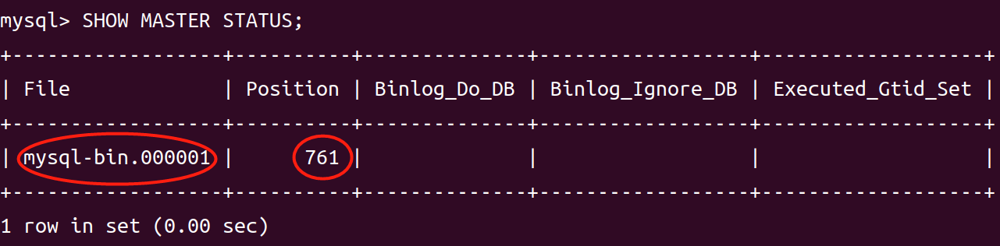 mysql> SHOW MASTER STATUS;
+------------------+----------+--------------+------------------+-------------------+
| File             | Position | Binlog_Do_DB | Binlog_Ignore_DB | Executed_Gtid_Set |
+------------------+----------+--------------+------------------+-------------------+
| mysql-bin.000001 |      761 |              |                  |                   |
+------------------+----------+--------------+------------------+-------------------+
1 row in set (0.00 sec)